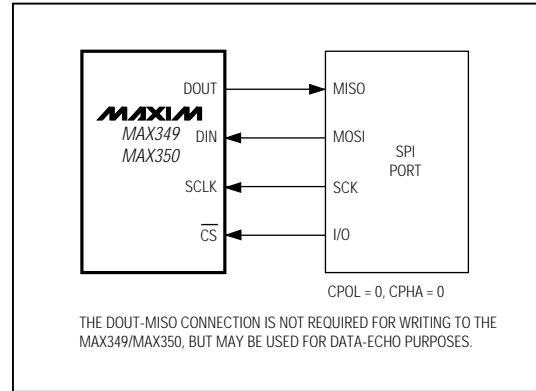 DOUT
MISO
MAXIM
MAX349
MAX350
DIN
MOSI
SPI
PORT
SCLK
SCK
CS
I/O
CPOL = 0, CPHA = 0
THE DOUT-MISO CONNECTION IS NOT REQUIRED FOR WRITING TO THE
MAX349/MAX350, BUT MAY BE USED FOR DATA-ECHO PURPOSES.